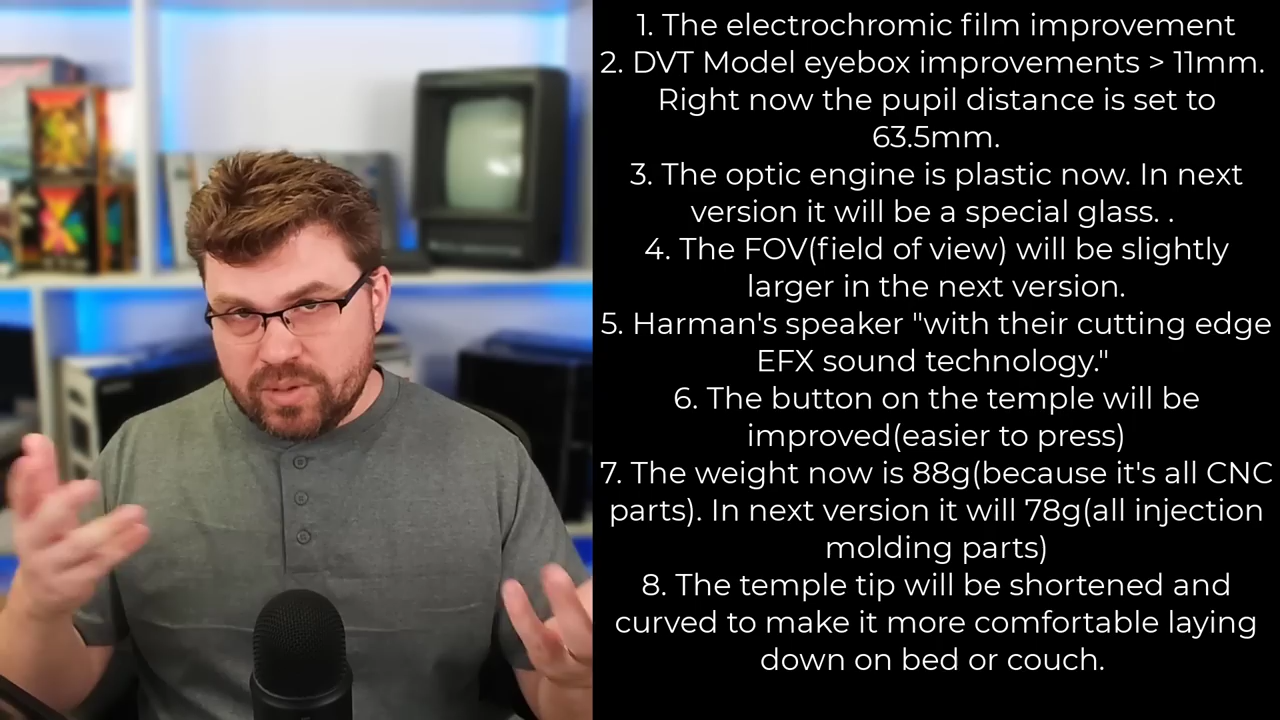 1. The electrochromic film improvement
2. DVT Model eyebox improvements > 11mm.
Right now the pupil distance is set to
63.5mm.
3. The optic engine is plastic now. In next
version it will be a special glass. .
4. The FOV(field of view) will be slightly
larger in the next version.
5. Harman's speaker "with their cutting edge
EFX sound technology."
6. The button on the temple will be
improved(easier to press)
7. The weight now is 88g(because it's all CNC
parts). In next version it will 78g(all injection
molding parts)
8. The temple tip will be shortened and
curved to make it more comfortable laying
down on bed or couch.